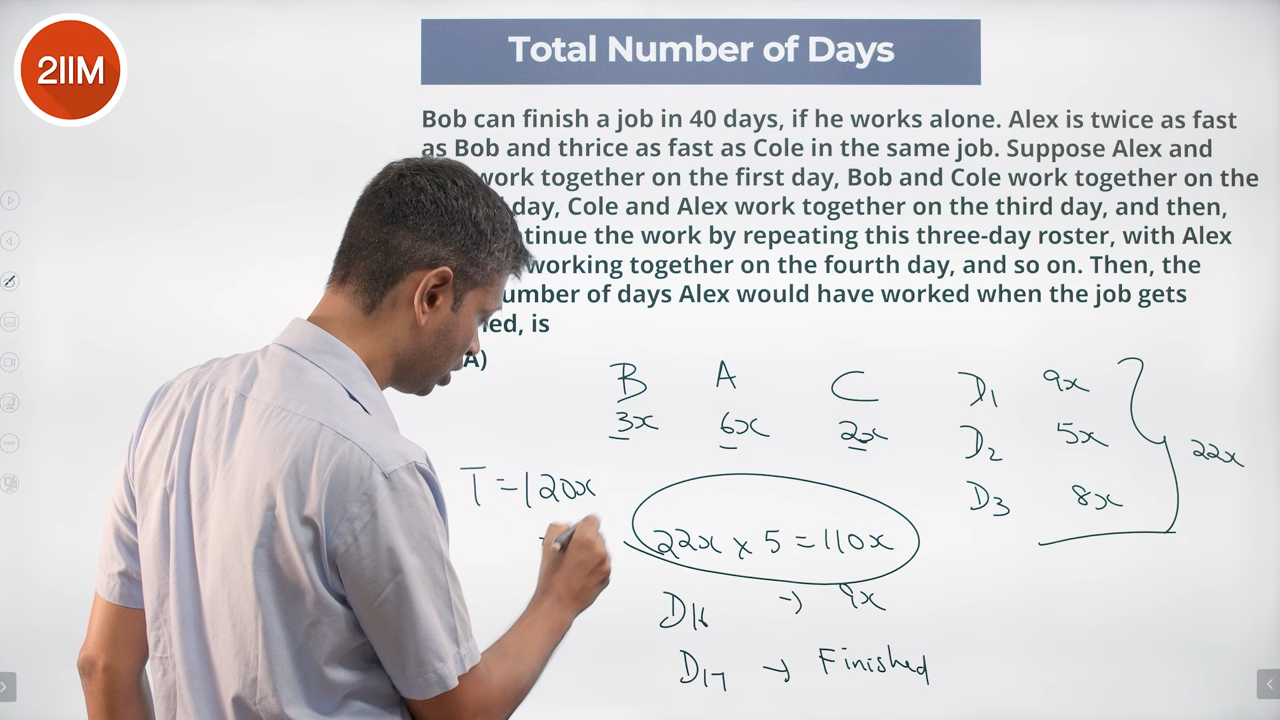 2IIM
Total Number of Days
Bob can finish a job in 40 days, if he works alone. Alex is twice as fast
as Bob and thrice as fast as Cole in the same job. Suppose Alex and
work together on the first day, Bob and Cole work together on the
day, Cole and Alex work together on the third day, and then,
the work by repeating this three-day roster, with Alex
working together on the fourth day, and so on. Then, the
of days Alex would have worked when the job gets
is
A)
B A C D1 9x
3x 6x 2x D2 5x 22x
T = 120x D3 8x
22x x 5 = 110x
D16 → 9x
D17 → Finished